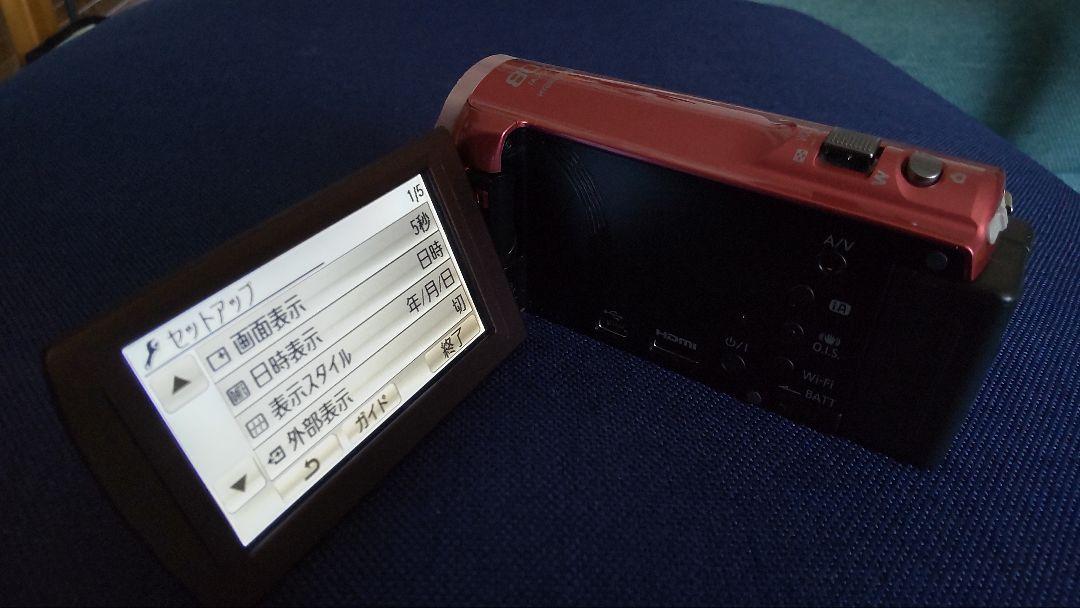 セットアップ 1/5
画面表示 5秒
日時表示 日時
表示スタイル 年/月/日
外部表示 切
ガイド 終了
W
A/V
iA
O.I.S.
HDMI
Wi-Fi
BATT